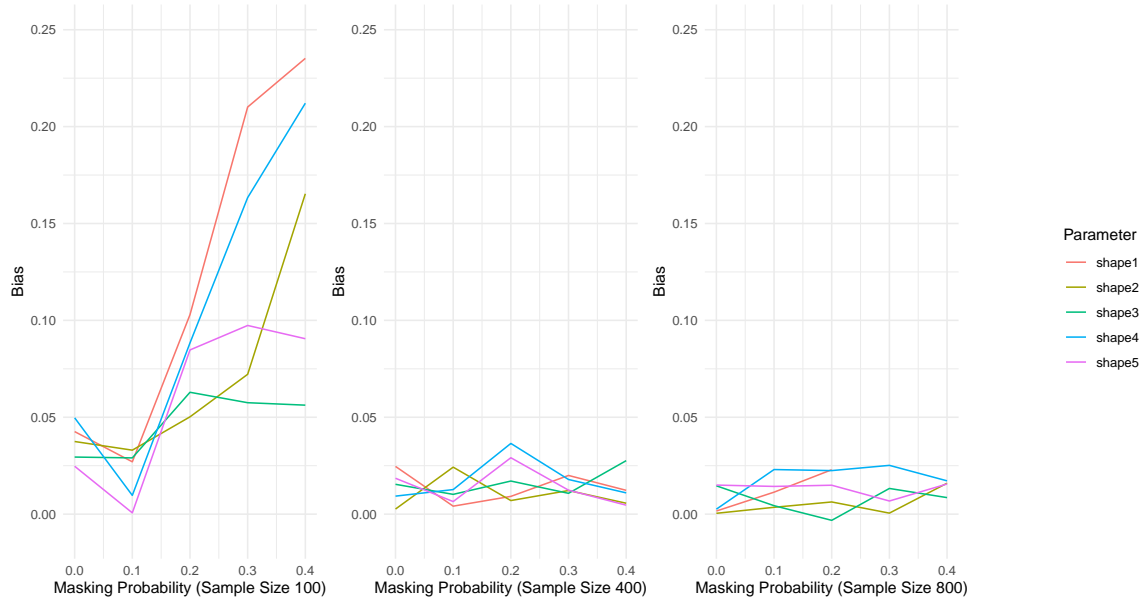 0.25
0.20
0.15
0.10
0.05
0.00
Bias
0.0 0.1 0.2 0.3 0.4
Masking Probability (Sample Size 100)
0.25
0.20
0.15
0.10
0.05
0.00
Bias
0.0 0.1 0.2 0.3 0.4
Masking Probability (Sample Size 400)
0.25
0.20
0.15
0.10
0.05
0.00
Bias
0.0 0.1 0.2 0.3 0.4
Masking Probability (Sample Size 800)
Parameter
shape1
shape2
shape3
shape4
shape5